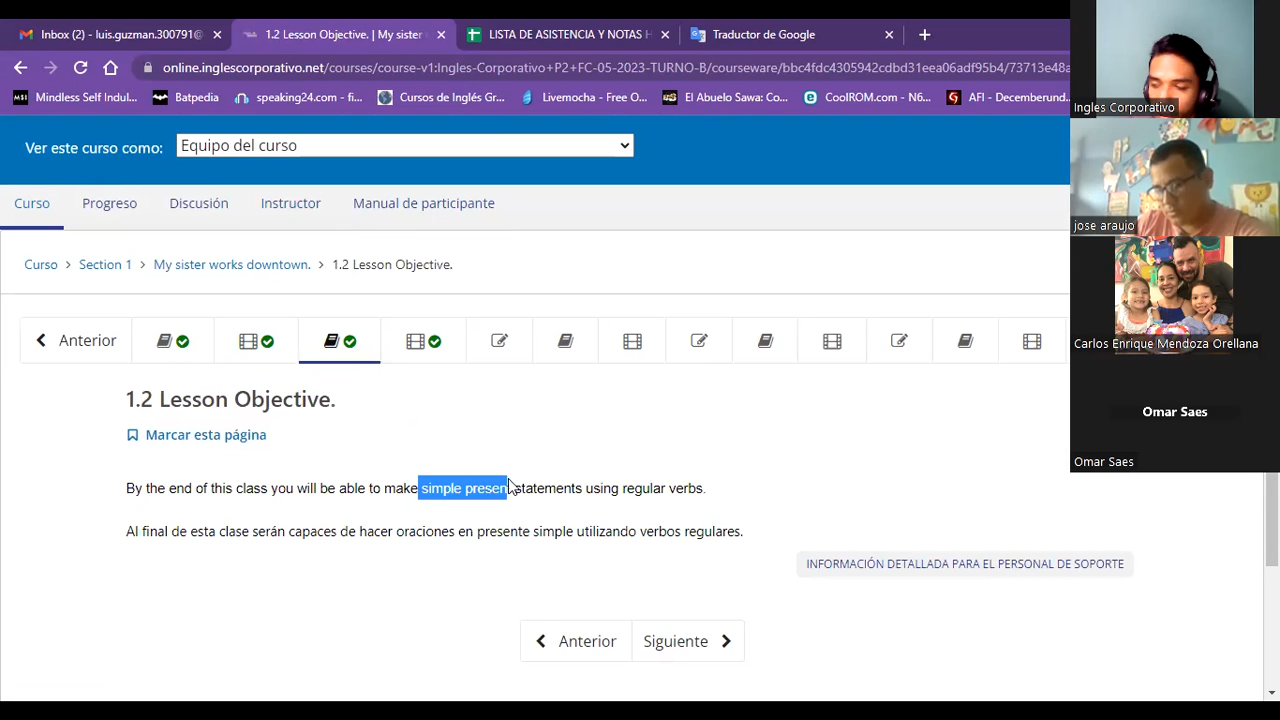 Inbox (2) - luis.guzman.300791@
1.2 Lesson Objective. | My sister
LISTA DE ASISTENCIA Y NOTAS H
Traductor de Google
online.inglescorporativo.net/courses/course-v1:Ingles-Corporativo+P2+FC-05-2023-TURNO-B/courseware/bbc4fdc4305942cdbd31eea06adf95b4/73713e48a
Mindless Self Indul...
Batpedia
speaking24.com - fi...
Cursos de Inglés Gr...
Livemocha - Free O...
El Abuelo Sawa: Co...
CoolROM.com - N6...
AFI - Decemberund...
Ver este curso como:
Equipo del curso
Curso
Progreso
Discusión
Instructor
Manual de participante
Curso > Section 1 > My sister works downtown. > 1.2 Lesson Objective.
Anterior
1.2 Lesson Objective.
Marcar esta página
By the end of this class you will be able to make simple present statements using regular verbs.
Al final de esta clase serán capaces de hacer oraciones en presente simple utilizando verbos regulares.
INFORMACIÓN DETALLADA PARA EL PERSONAL DE SOPORTE
Anterior
Siguiente
Ingles Corporativo
jose araujo
Carlos Enrique Mendoza Orellana
Omar Saes
Omar Saes